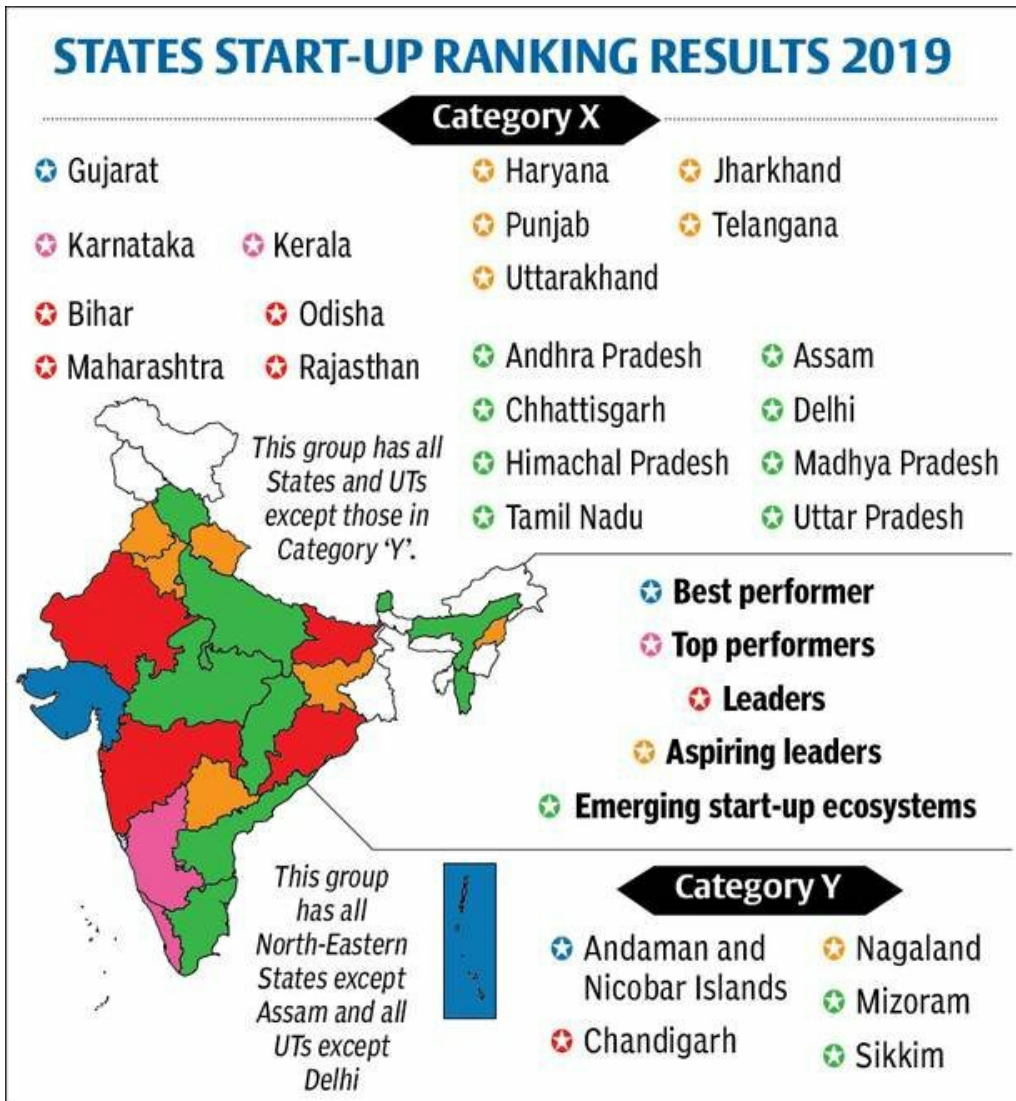 STATES START-UP RANKING RESULTS 2019
Category X
Gujarat
Karnataka Kerala
Bihar Odisha
Maharashtra Rajasthan
Haryana Jharkhand
Punjab Telangana
Uttarakhand
Andhra Pradesh Assam
Chhattisgarh Delhi
Himachal Pradesh Madhya Pradesh
Tamil Nadu Uttar Pradesh
This group has all
States and UTs
except those in
Category ‘Y’.
Best performer
Top performers
Leaders
Aspiring leaders
Emerging start-up ecosystems
This group
has all
North-Eastern
States except
Assam and all
UTs except
Delhi
Category Y
Andaman and
Nicobar Islands
Chandigarh
Nagaland
Mizoram
Sikkim